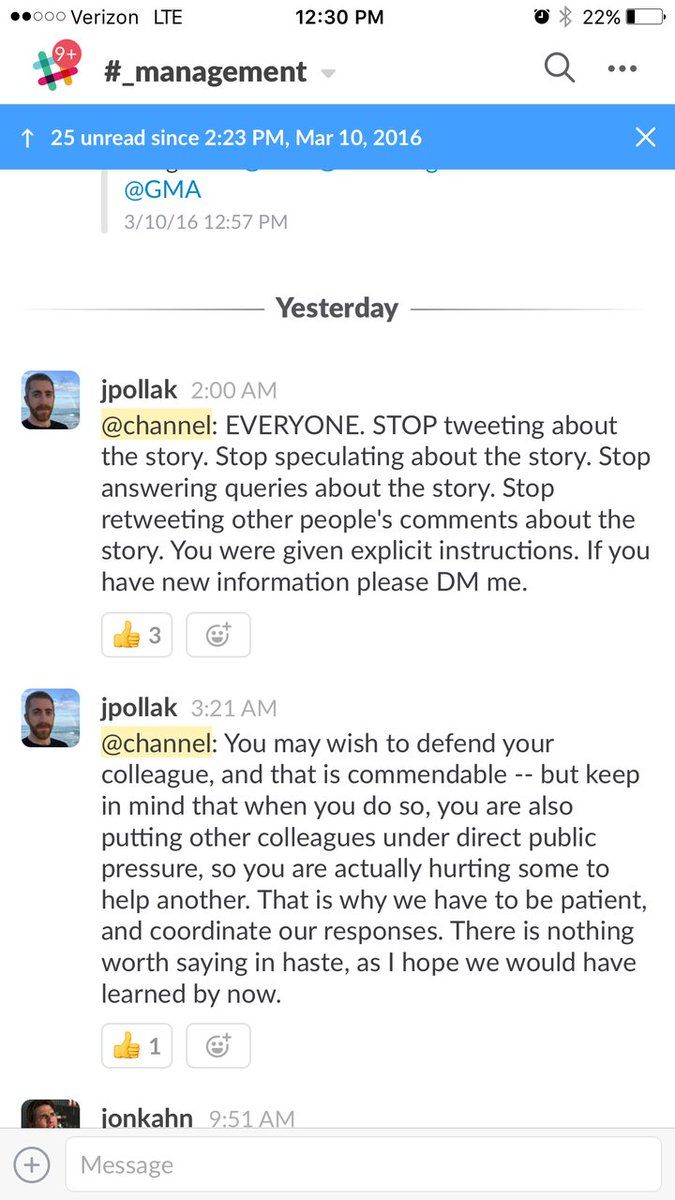 Verizon LTE 12:30 PM 22%
9+
#_management
↑ 25 unread since 2:23 PM, Mar 10, 2016
@GMA
3/10/16 12:57 PM
Yesterday
jpollak 2:00 AM
@channel: EVERYONE. STOP tweeting about
the story. Stop speculating about the story. Stop
answering queries about the story. Stop
retweeting other people's comments about the
story. You were given explicit instructions. If you
have new information please DM me.
👍 3
jpollak 3:21 AM
@channel: You may wish to defend your
colleague, and that is commendable -- but keep
in mind that when you do so, you are also
putting other colleagues under direct public
pressure, so you are actually hurting some to
help another. That is why we have to be patient,
and coordinate our responses. There is nothing
worth saying in haste, as I hope we would have
learned by now.
👍 1
jonkahn 9:51 AM
Message